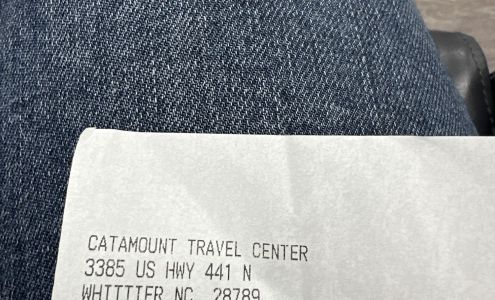 CATAMOUNT TRAVEL CENTER
3385 US HWY 441 N
WHITTIER NC 28789